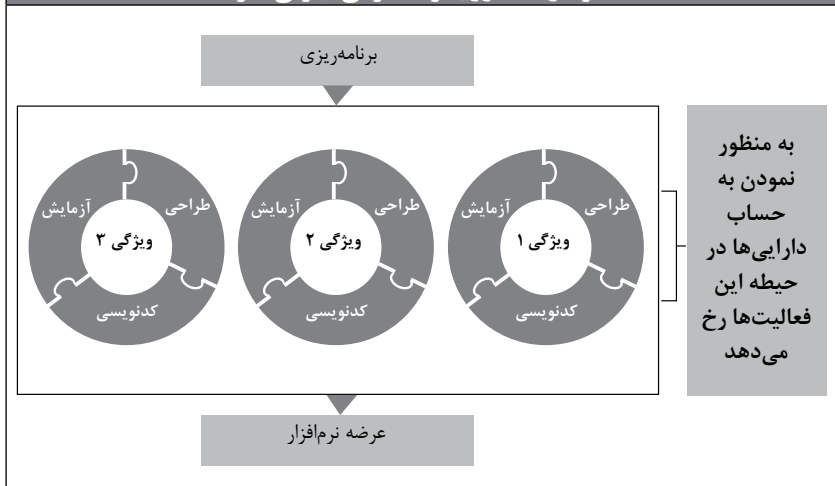 برنامه‌ریزی
به منظور
نمودن به
حساب
دارایی‌ها در
حیطه این
فعالیت‌ها رخ
می‌دهد
طراحی
آزمایش
ویژگی ۱
کدنویسی
طراحی
آزمایش
ویژگی ۲
کدنویسی
طراحی
آزمایش
ویژگی ۳
کدنویسی
عرضه نرم‌افزار